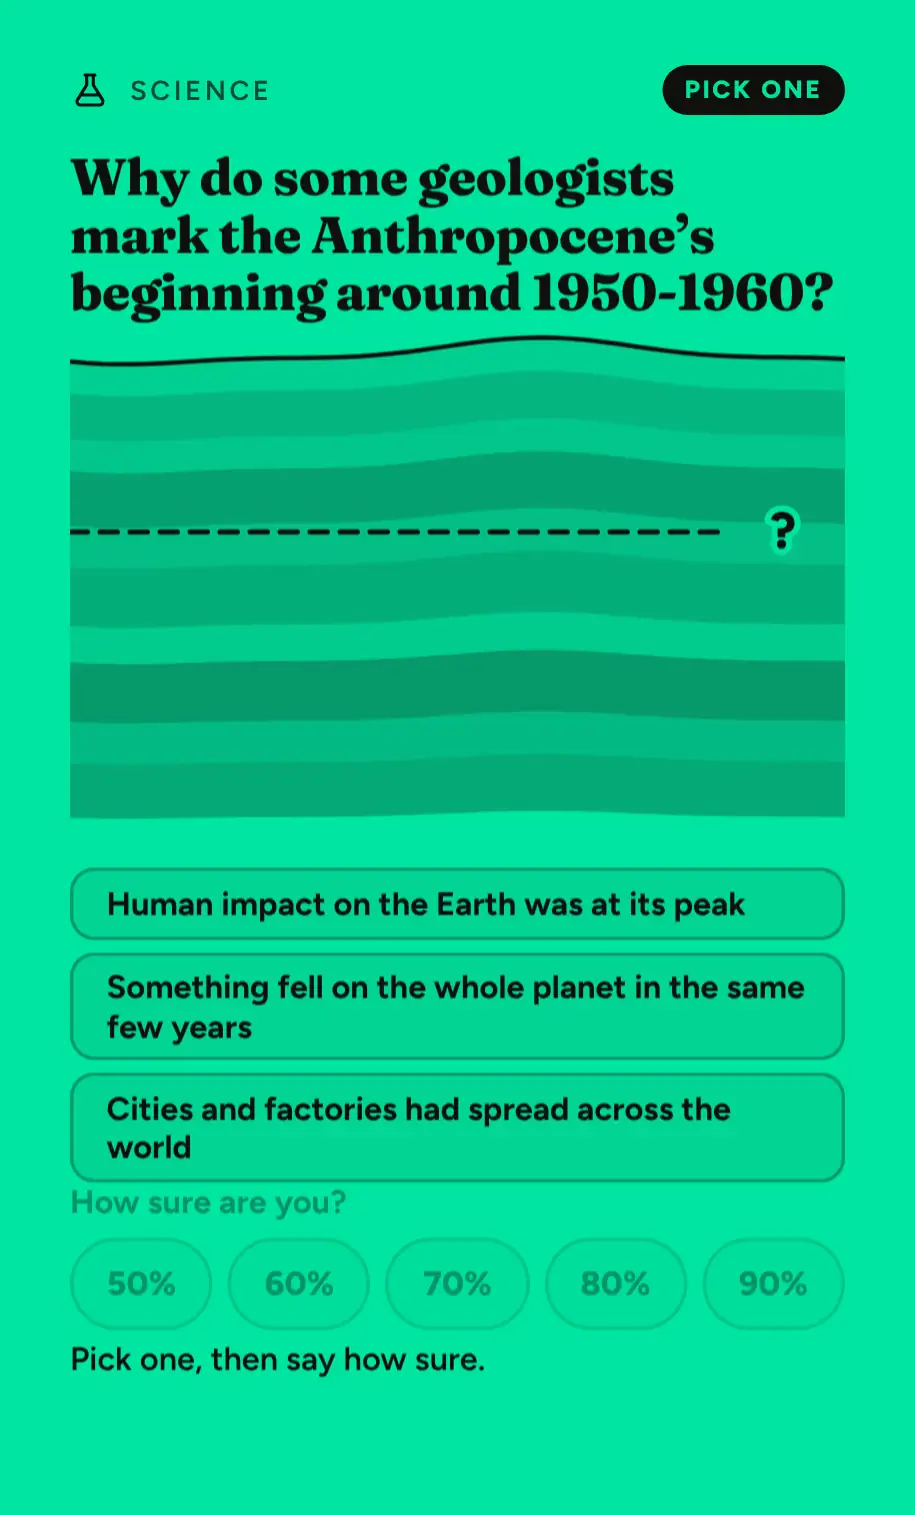 SCIENCE
PICK ONE
Why do some geologists
mark the Anthropocene’s
beginning around 1950-1960?
?
Human impact on the Earth was at its peak
Something fell on the whole planet in the same
few years
Cities and factories had spread across the
world
How sure are you?
50% 60% 70% 80% 90%
Pick one, then say how sure.